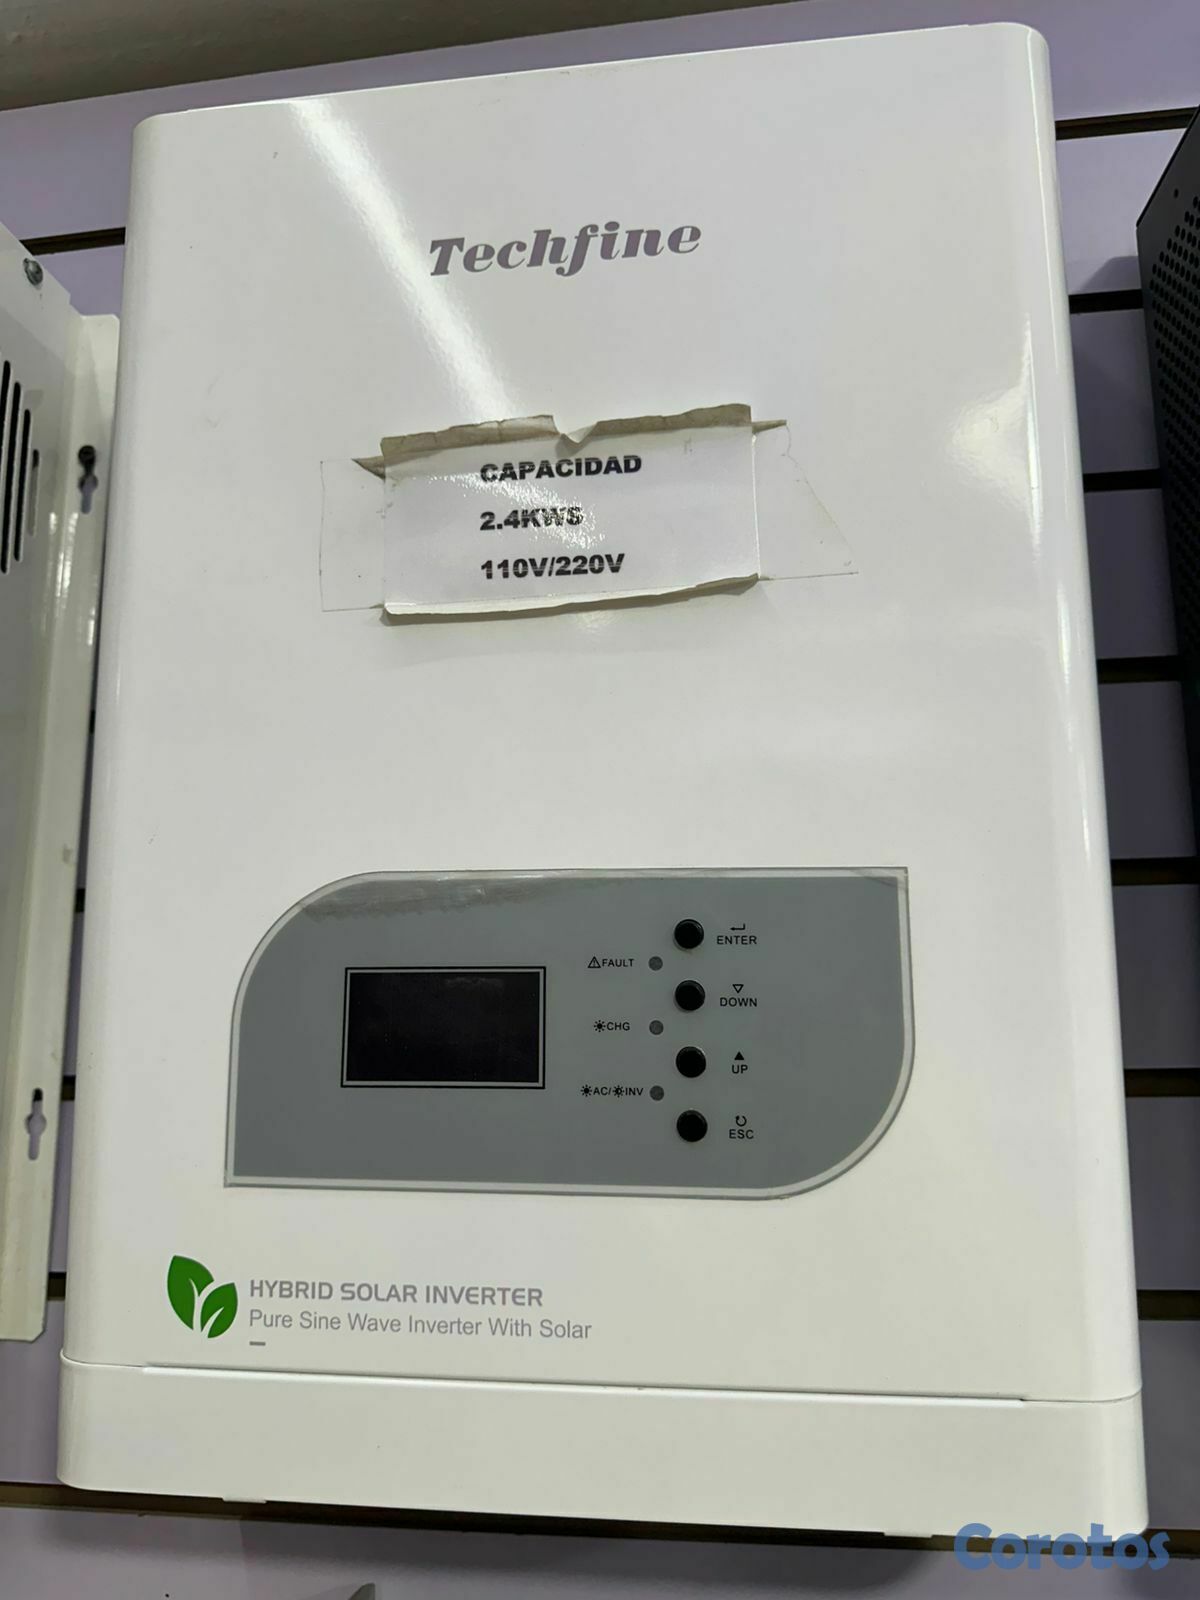 Techfine
CAPACIDAD
2.4KWS
110V/220V
ENTER
FAULT
DOWN
CHG
UP
AC/INV
ESC
HYBRID SOLAR INVERTER
Pure Sine Wave Inverter With Solar
Corotos